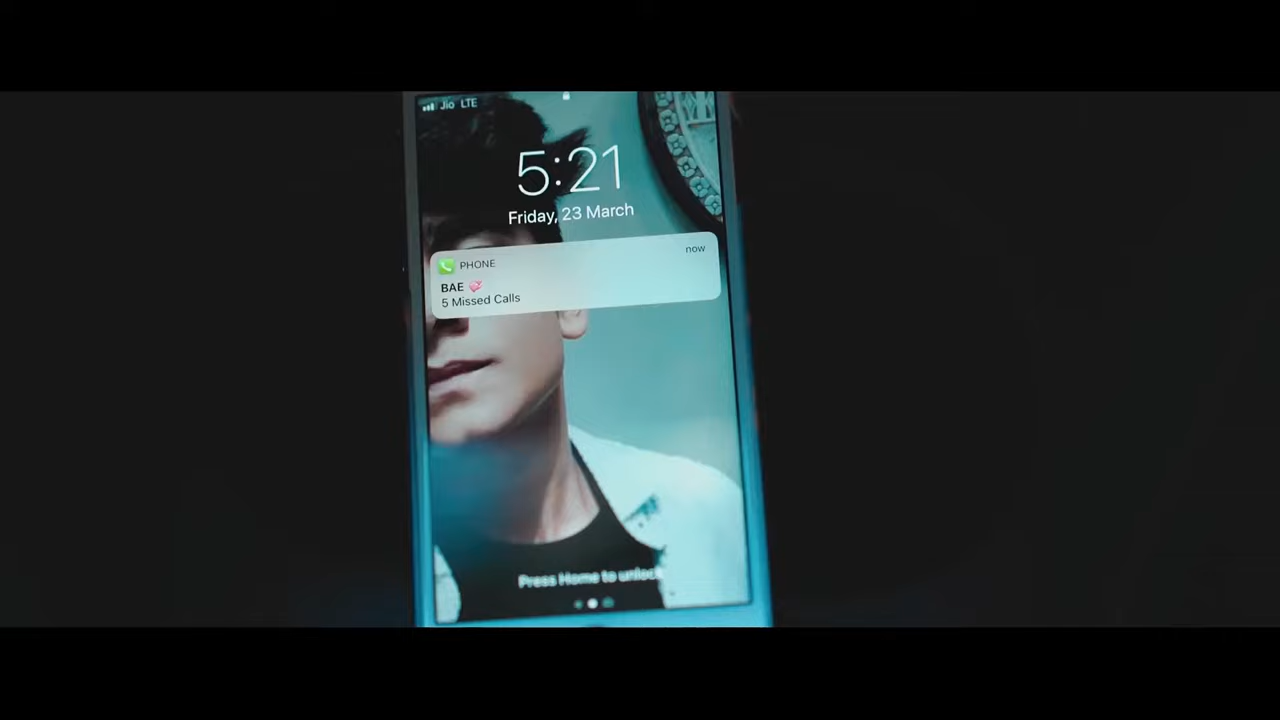 Jio LTE
5:21
Friday, 23 March
PHONE
now
BAE 💞
5 Missed Calls
Press Home to unlock